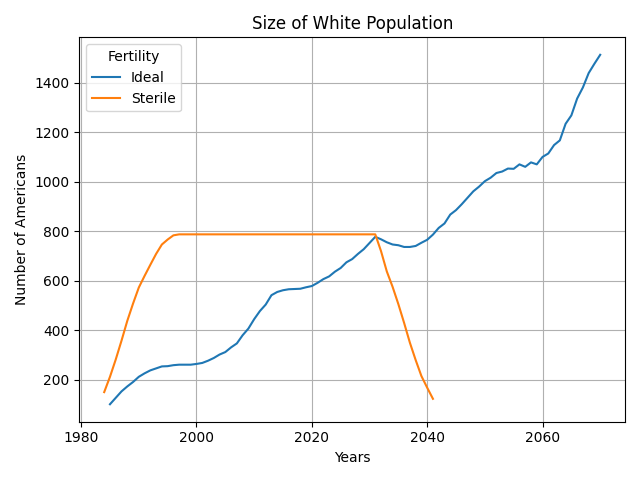 Size of White Population
Fertility
Ideal
Sterile
Number of Americans
1400
1200
1000
800
600
400
200
1980
2000
2020
2040
2060
Years